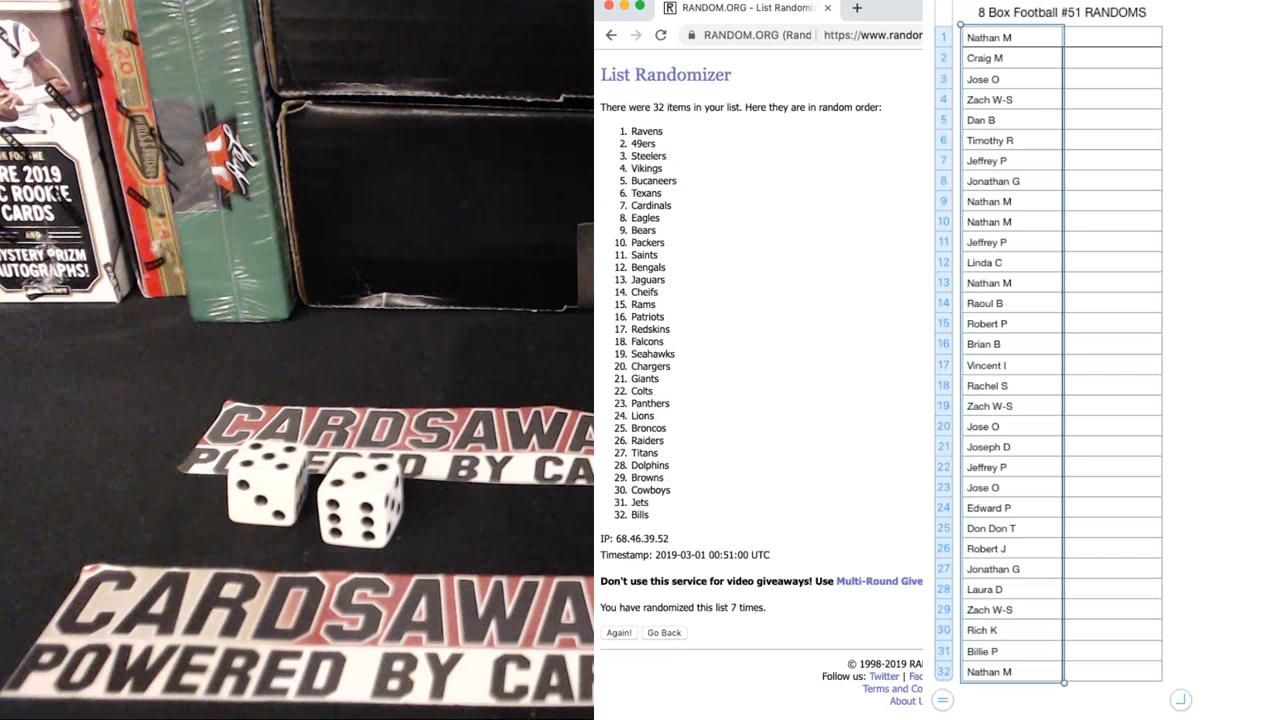 RE 2019
C ROOKIE
CARDS
AND
MYSTERY PRIZM
AUTOGRAPHS!
20
CARDSAWA
POWERED BY CA
CARDSAWA
POWERED BY CA
RANDOM.ORG - List Randomiz
RANDOM.ORG (Rand
https://www.randor
List Randomizer
There were 32 items in your list. Here they are in random order:
1. Ravens
2. 49ers
3. Steelers
4. Vikings
5. Bucaneers
6. Texans
7. Cardinals
8. Eagles
9. Bears
10. Packers
11. Saints
12. Bengals
13. Jaguars
14. Cheifs
15. Rams
16. Patriots
17. Redskins
18. Falcons
19. Seahawks
20. Chargers
21. Giants
22. Colts
23. Panthers
24. Lions
25. Broncos
26. Raiders
27. Titans
28. Dolphins
29. Browns
30. Cowboys
31. Jets
32. Bills
IP: 68.46.39.52
Timestamp: 2019-03-01 00:51:00 UTC
Don't use this service for video giveaways! Use Multi-Round Give
You have randomized this list 7 times.
Again! Go Back
© 1998-2019 RAI
Follow us: Twitter | Fac
Terms and Co
About U
8 Box Football #51 RANDOMS
1 Nathan M
2 Craig M
3 Jose O
4 Zach W-S
5 Dan B
6 Timothy R
7 Jeffrey P
8 Jonathan G
9 Nathan M
10 Nathan M
11 Jeffrey P
12 Linda C
13 Nathan M
14 Raoul B
15 Robert P
16 Brian B
17 Vincent I
18 Rachel S
19 Zach W-S
20 Jose O
21 Joseph D
22 Jeffrey P
23 Jose O
24 Edward P
25 Don Don T
26 Robert J
27 Jonathan G
28 Laura D
29 Zach W-S
30 Rich K
31 Billie P
32 Nathan M